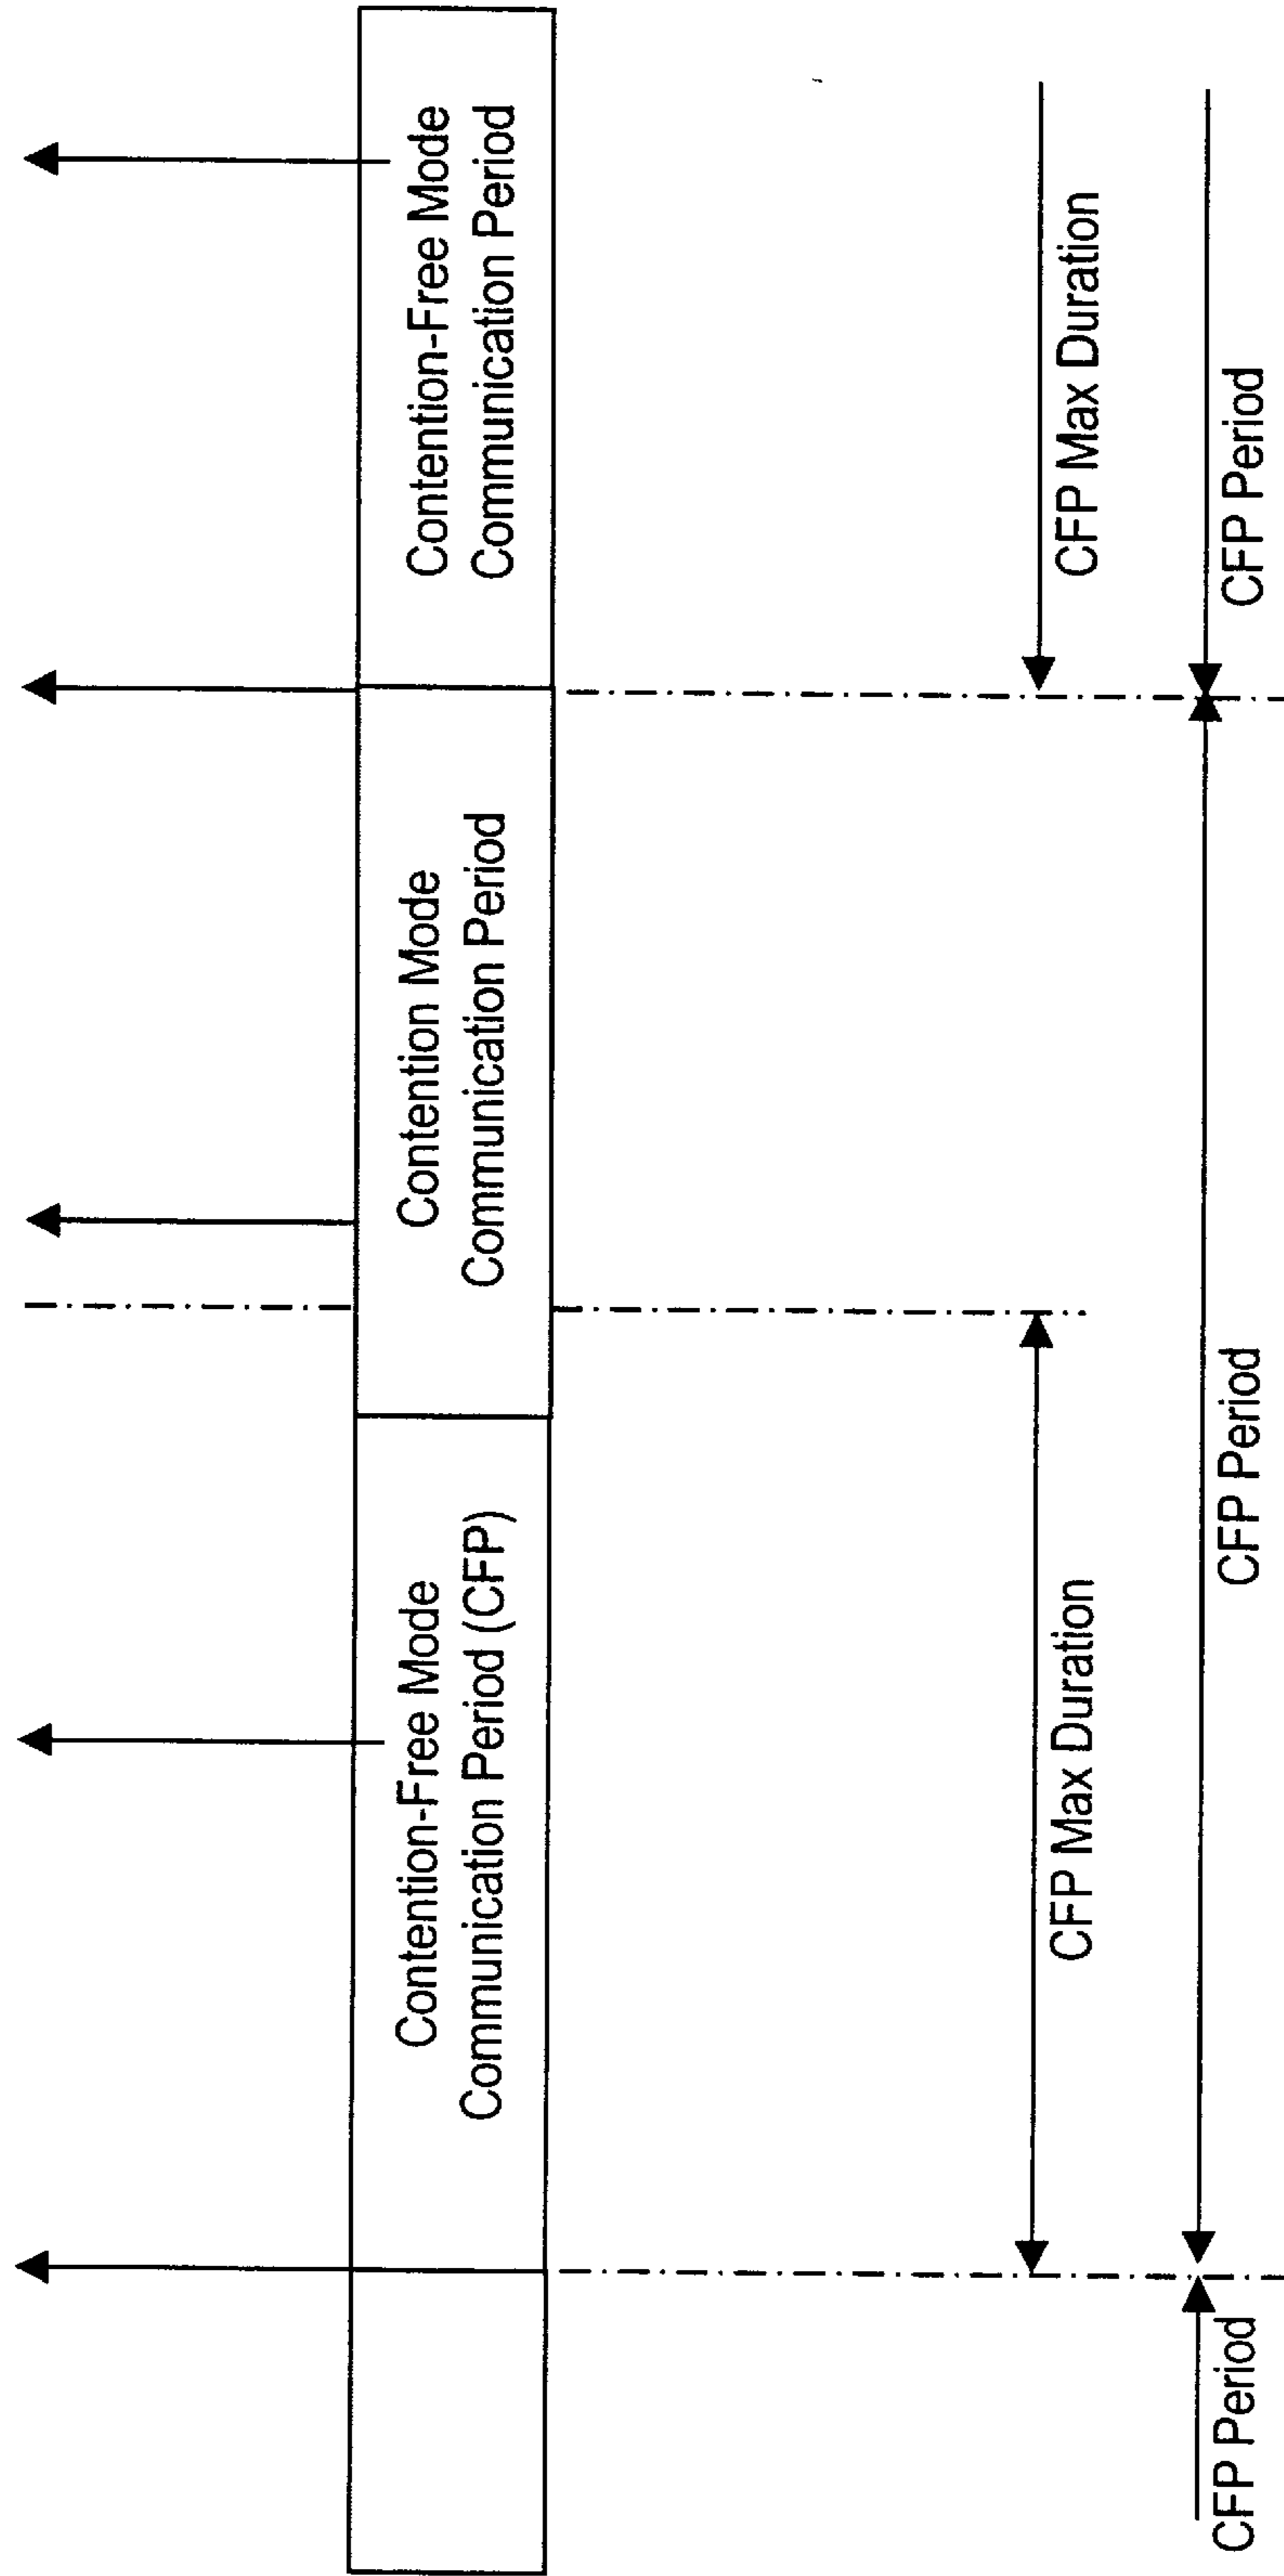 Contention-Free Mode
Communication Period (CFP)
Contention Mode
Communication Period
Contention-Free Mode
Communication Period
CFP Max Duration
CFP Max Duration
CFP Period
CFP Period
CFP Period